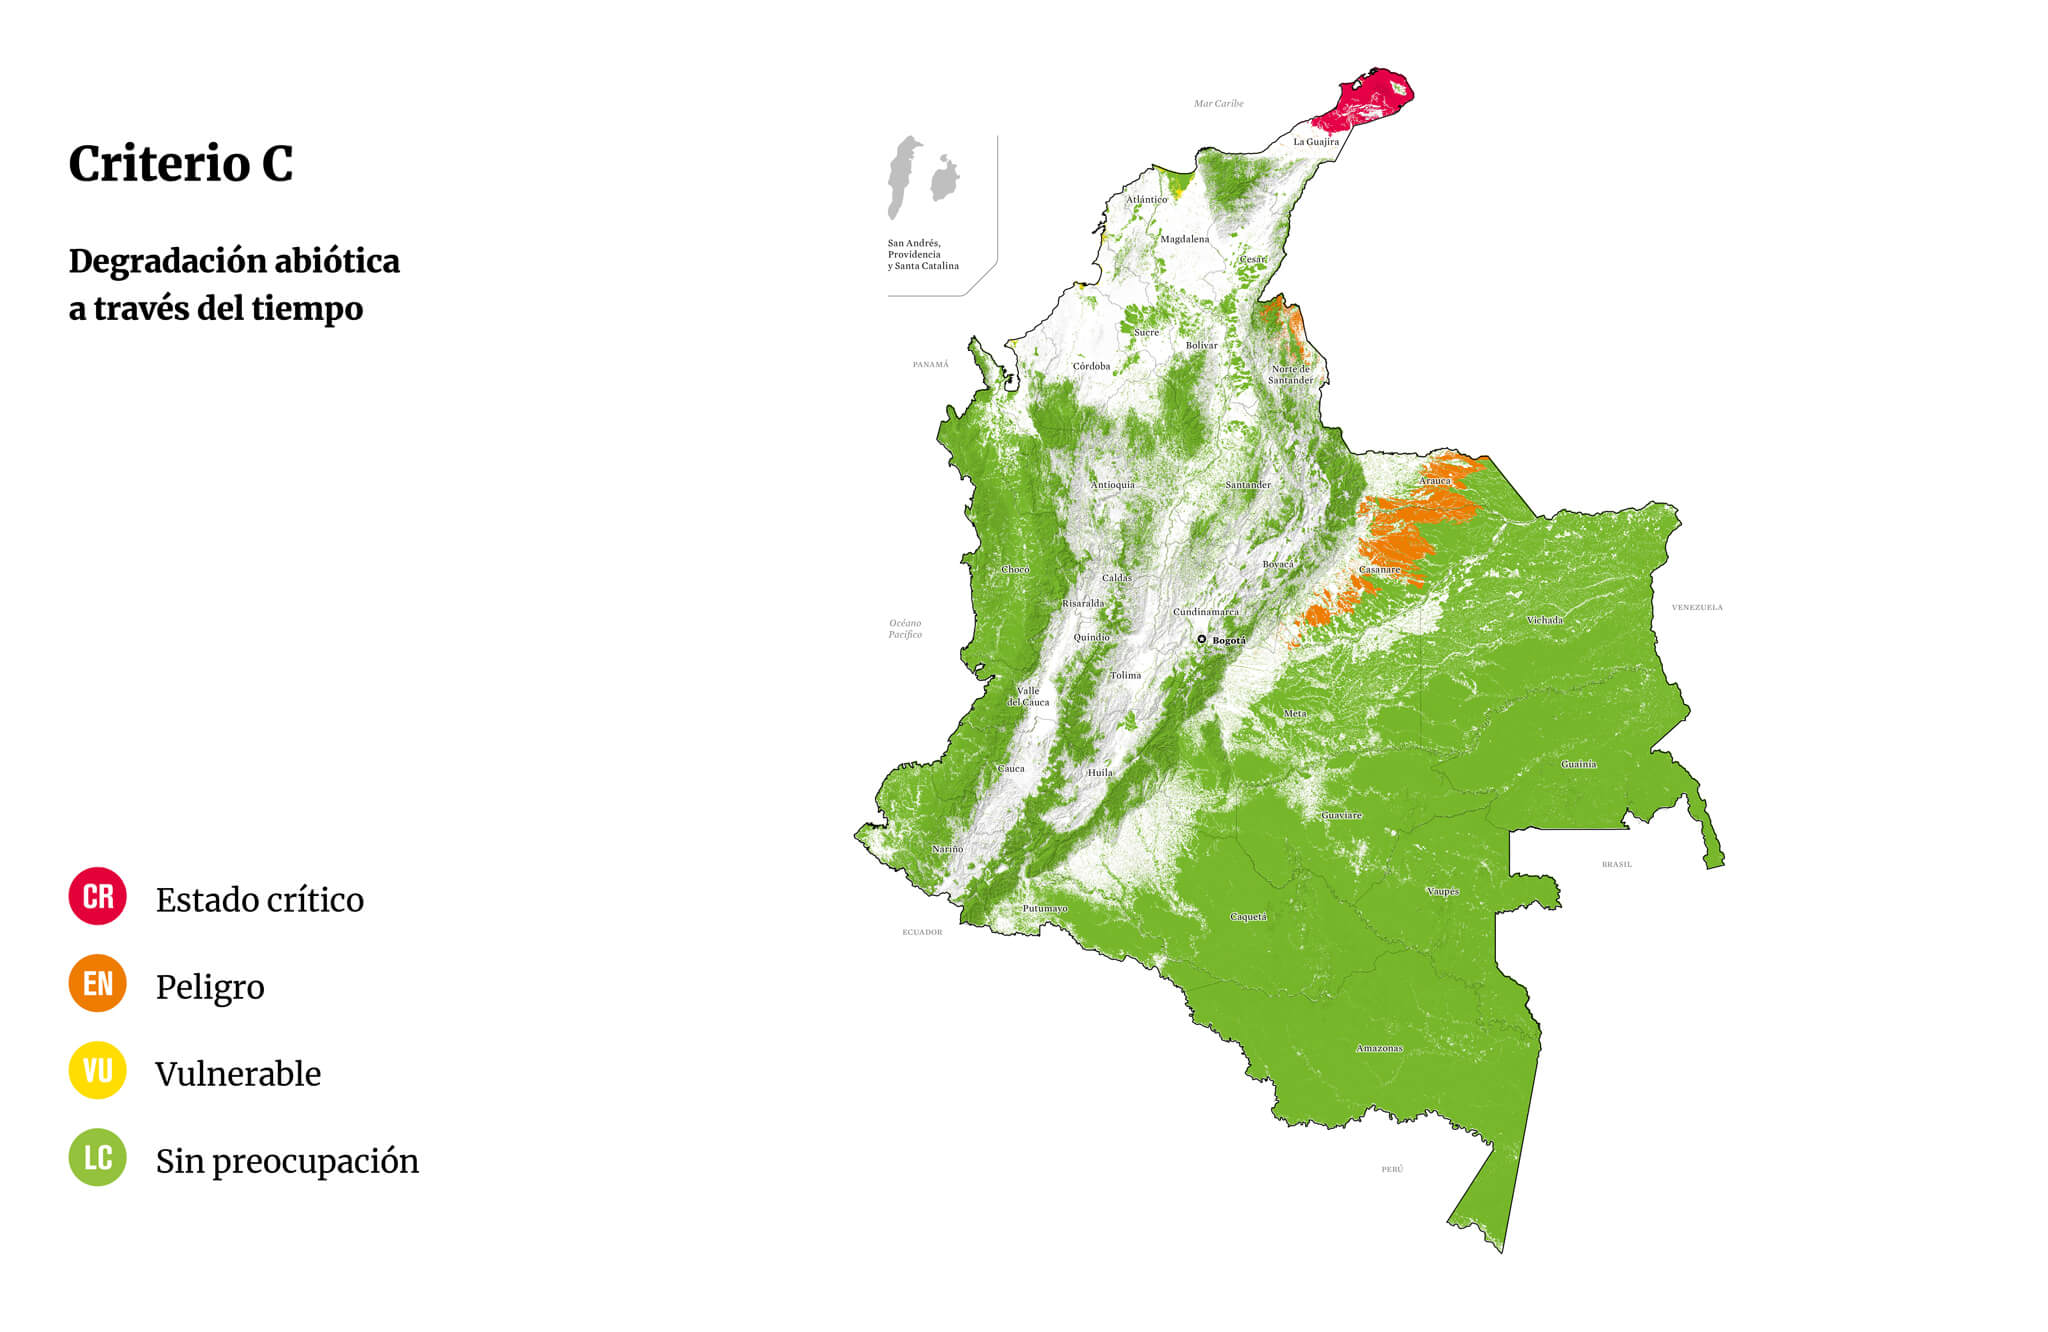 Criterio C
Degradación abiótica
a través del tiempo
CR Estado crítico
EN Peligro
VU Vulnerable
LC Sin preocupación
Mar Caribe
La Guajira
San Andrés,
Providencia
y Santa Catalina
Atlántico
Magdalena
Cesar
Sucre
Bolívar
PANAMÁ
Córdoba
Norte de
Santander
Antioquia
Santander
Arauca
Chocó
Caldas
Boyacá
Casanare
Risaralda
Cundinamarca
VENEZUELA
Océano
Pacífico
Quindío
Bogotá
Vichada
Tolima
Valle
del Cauca
Meta
Cauca
Huila
Guainía
Guaviare
Nariño
BRASIL
Vaupés
Putumayo
Caquetá
ECUADOR
Amazonas
PERÚ